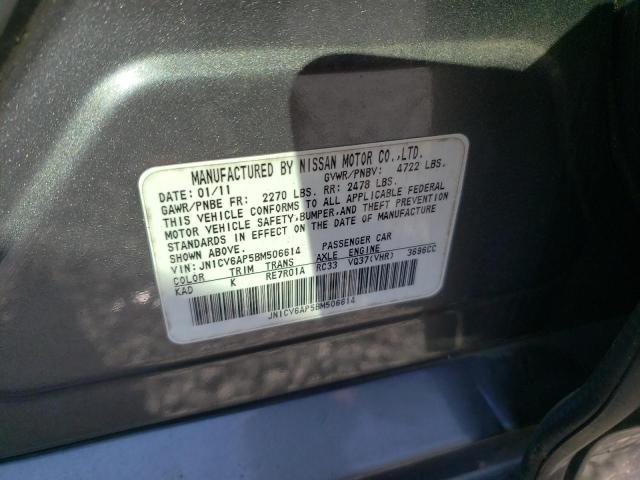 MANUFACTURED BY NISSAN MOTOR CO.,LTD.
DATE: 01/11 GVWR/PNBV: 4722 LBS.
GAWR/PNBE FR: 2270 LBS. RR: 2478 LBS.
THIS VEHICLE CONFORMS TO ALL APPLICABLE FEDERAL
MOTOR VEHICLE SAFETY,BUMPER,AND THEFT PREVENTION
STANDARDS IN EFFECT ON THE DATE OF MANUFACTURE
SHOWN ABOVE.
VIN: JN1CV6AP5BM506614 PASSENGER CAR
COLOR TRIM TRANS AXLE ENGINE
KAD K RE7R01A RC33 VQ37(VHR) 3696CC
JN1CV6AP5BM506614